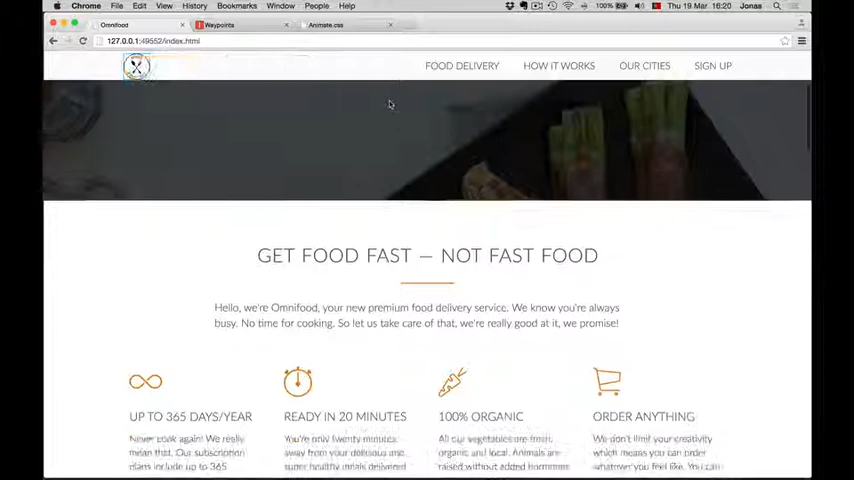 Chrome File Edit View History Bookmarks Window People Help 100% Thu 19 Mar 16:20 Jonas
Omnifood Waypoints Animate.css
127.0.0.1:49552/index.html
FOOD DELIVERY HOW IT WORKS OUR CITIES SIGN UP
GET FOOD FAST — NOT FAST FOOD
Hello, we're Omnifood, your new premium food delivery service. We know you're always
busy. No time for cooking. So let us take care of that, we're really good at it, we promise!
UP TO 365 DAYS/YEAR READY IN 20 MINUTES 100% ORGANIC ORDER ANYTHING
Never cook again! We really You're only twenty minutes All our vegetables are fresh, We don't limit your creativity,
mean that. Our subscription away from your delicious and organic and local. Animals are which means you can order
plans include up to 365 super healthy meals delivered raised without added hormones whatever you feel like. You can